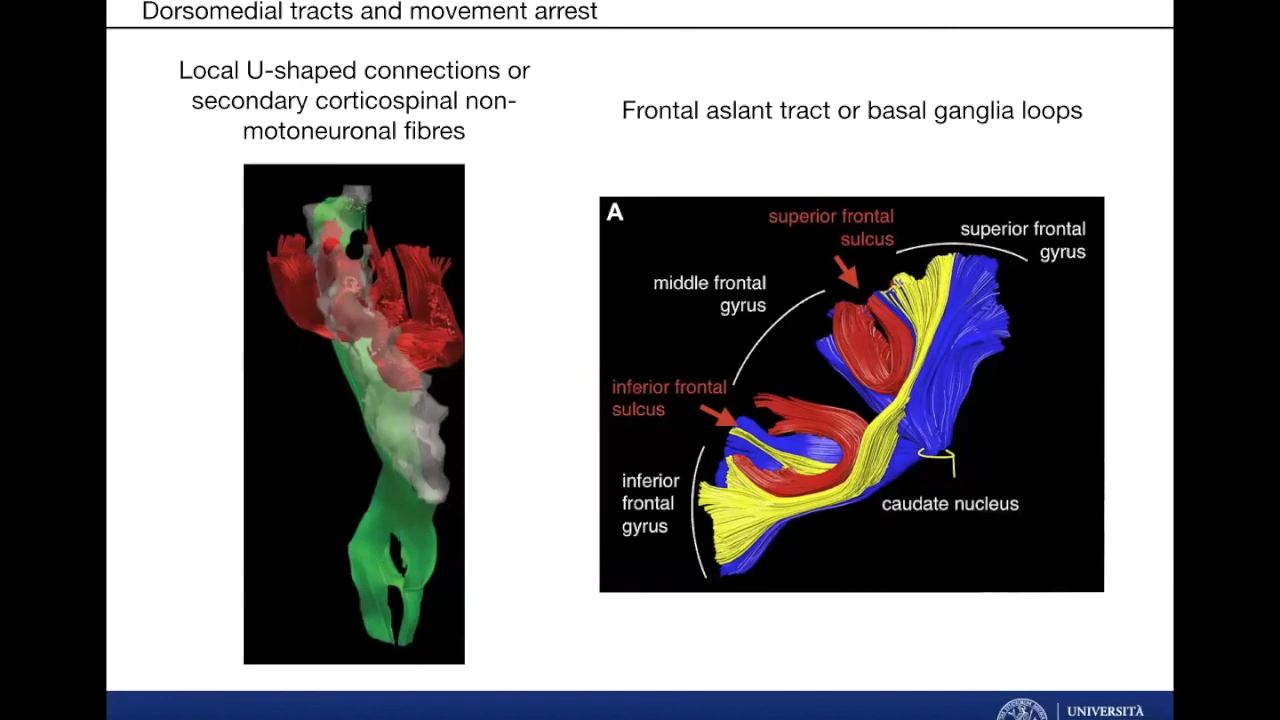 Dorsomedial tracts and movement arrest
Local U-shaped connections or
secondary corticospinal non-
motoneuronal fibres
Frontal aslant tract or basal ganglia loops
A
superior frontal
sulcus
superior frontal
gyrus
middle frontal
gyrus
inferior frontal
sulcus
inferior
frontal
gyrus
caudate nucleus
UNIVERSITÀ